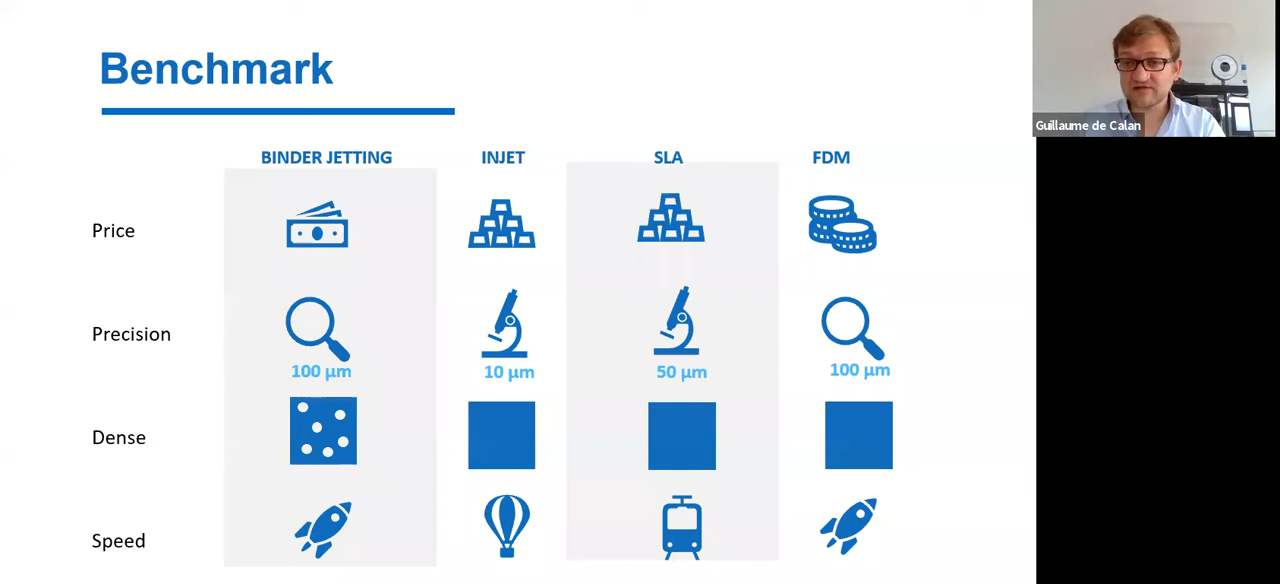 Benchmark
Guillaume de Calan
BINDER JETTING INJET SLA FDM
Price
Precision
100 µm 10 µm 50 µm 100 µm
Dense
Speed